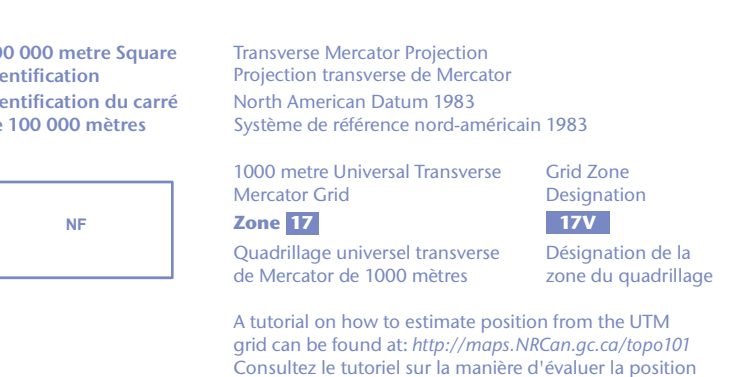 00 000 metre Square
entification
entification du carré
e 100 000 mètres
NF
Transverse Mercator Projection
Projection transverse de Mercator
North American Datum 1983
Système de référence nord-américain 1983
1000 metre Universal Transverse
Mercator Grid
Zone 17
Quadrillage universel transverse
de Mercator de 1000 mètres
Grid Zone
Designation
17V
Désignation de la
zone du quadrillage
A tutorial on how to estimate position from the UTM
grid can be found at: http://maps.NRCan.gc.ca/topo101
Consultez le tutoriel sur la manière d'évaluer la position